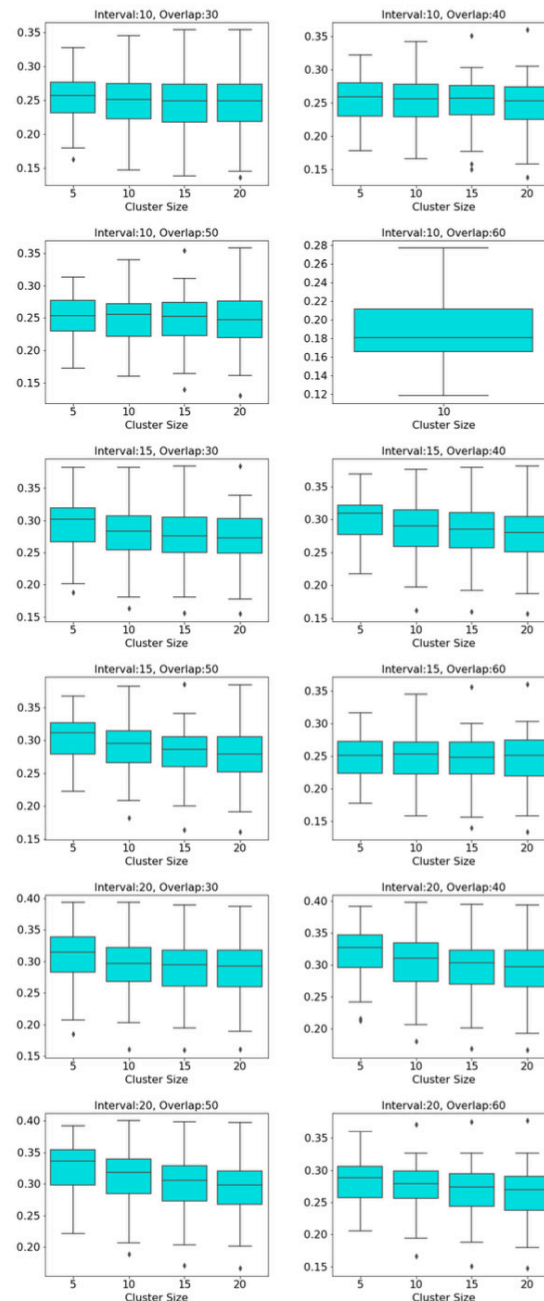 Interval:10, Overlap:30
0.35
0.30
0.25
0.20
0.15
5 10 15 20
Cluster Size
Interval:10, Overlap:40
0.35
0.30
0.25
0.20
0.15
5 10 15 20
Cluster Size
Interval:10, Overlap:50
0.35
0.30
0.25
0.20
0.15
5 10 15 20
Cluster Size
Interval:10, Overlap:60
0.28
0.26
0.24
0.22
0.20
0.18
0.16
0.14
0.12
10
Cluster Size
Interval:15, Overlap:30
0.35
0.30
0.25
0.20
0.15
5 10 15 20
Cluster Size
Interval:15, Overlap:40
0.35
0.30
0.25
0.20
0.15
5 10 15 20
Cluster Size
Interval:15, Overlap:50
0.35
0.30
0.25
0.20
0.15
5 10 15 20
Cluster Size
Interval:15, Overlap:60
0.35
0.30
0.25
0.20
0.15
5 10 15 20
Cluster Size
Interval:20, Overlap:30
0.40
0.35
0.30
0.25
0.20
0.15
5 10 15 20
Cluster Size
Interval:20, Overlap:40
0.40
0.35
0.30
0.25
0.20
5 10 15 20
Cluster Size
Interval:20, Overlap:50
0.40
0.35
0.30
0.25
0.20
5 10 15 20
Cluster Size
Interval:20, Overlap:60
0.35
0.30
0.25
0.20
0.15
5 10 15 20
Cluster Size